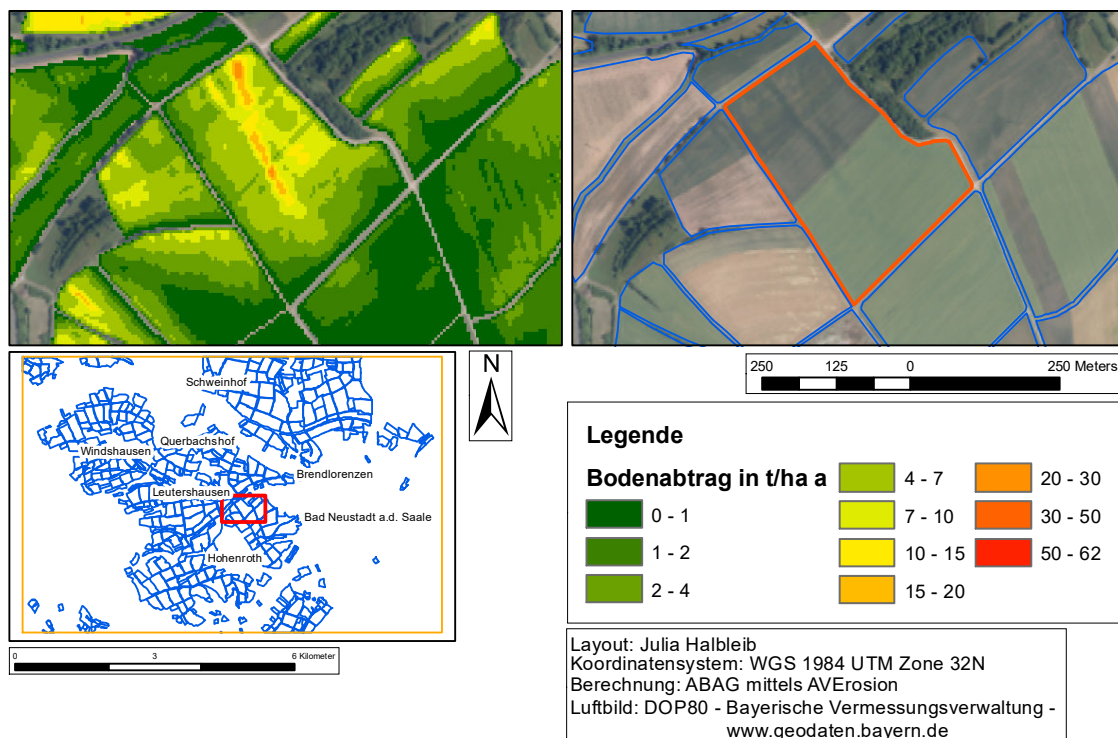 Schweinhof
Querbachshof
Windshausen
Brendlorenzen
Leutershausen
Bad Neustadt a.d. Saale
Hohenroth
0 3 6 Kilometer
N
250 125 0 250 Meters
Legende
Bodenabtrag in t/ha a
0 - 1
1 - 2
2 - 4
4 - 7
7 - 10
10 - 15
15 - 20
20 - 30
30 - 50
50 - 62
Layout: Julia Halbleib
Koordinatensystem: WGS 1984 UTM Zone 32N
Berechnung: ABAG mittels AVErosion
Luftbild: DOP80 - Bayerische Vermessungsverwaltung -
www.geodaten.bayern.de